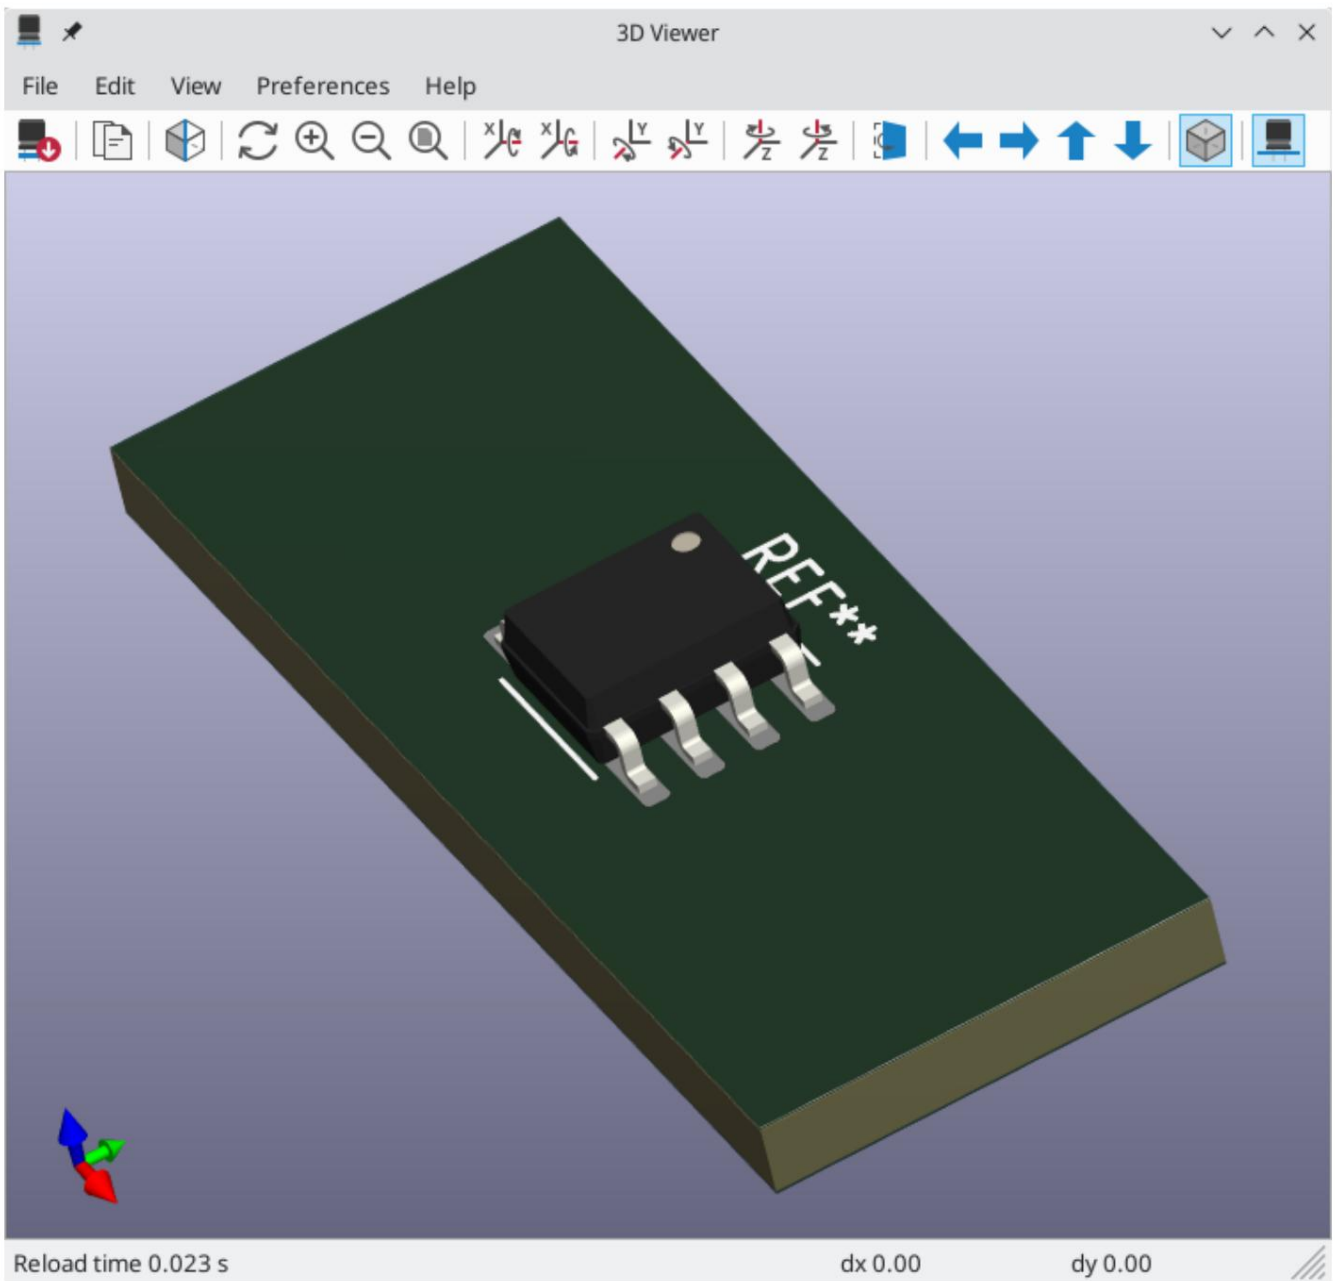 3D Viewer
File Edit View Preferences Help
X X Y Y Z Z
REF**
Reload time 0.023 s dx 0.00 dy 0.00